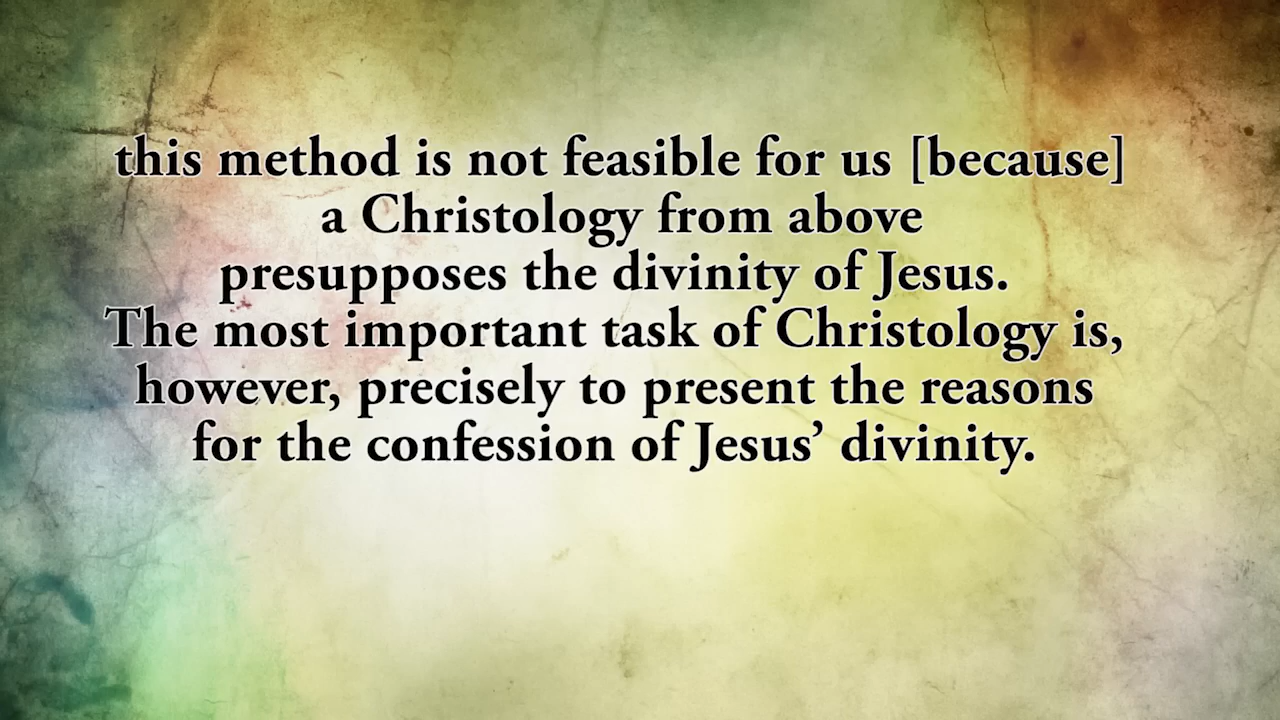 this method is not feasible for us [because]
a Christology from above
presupposes the divinity of Jesus.
The most important task of Christology is,
however, precisely to present the reasons
for the confession of Jesus’ divinity.